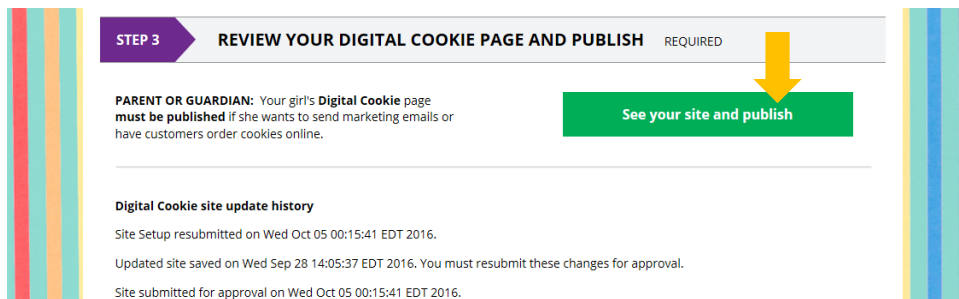 STEP 3 REVIEW YOUR DIGITAL COOKIE PAGE AND PUBLISH REQUIRED
PARENT OR GUARDIAN: Your girl's Digital Cookie page
must be published if she wants to send marketing emails or
have customers order cookies online.
See your site and publish
Digital Cookie site update history
Site Setup resubmitted on Wed Oct 05 00:15:41 EDT 2016.
Updated site saved on Wed Sep 28 14:05:37 EDT 2016. You must resubmit these changes for approval.
Site submitted for approval on Wed Oct 05 00:15:41 EDT 2016.